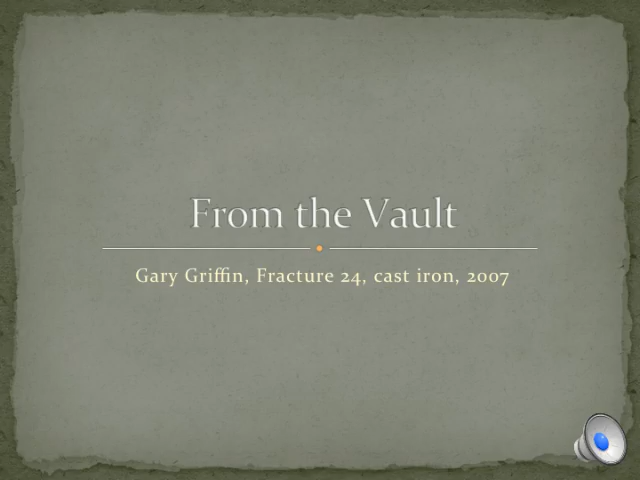 From the Vault
Gary Griffin, Fracture 24, cast iron, 2007